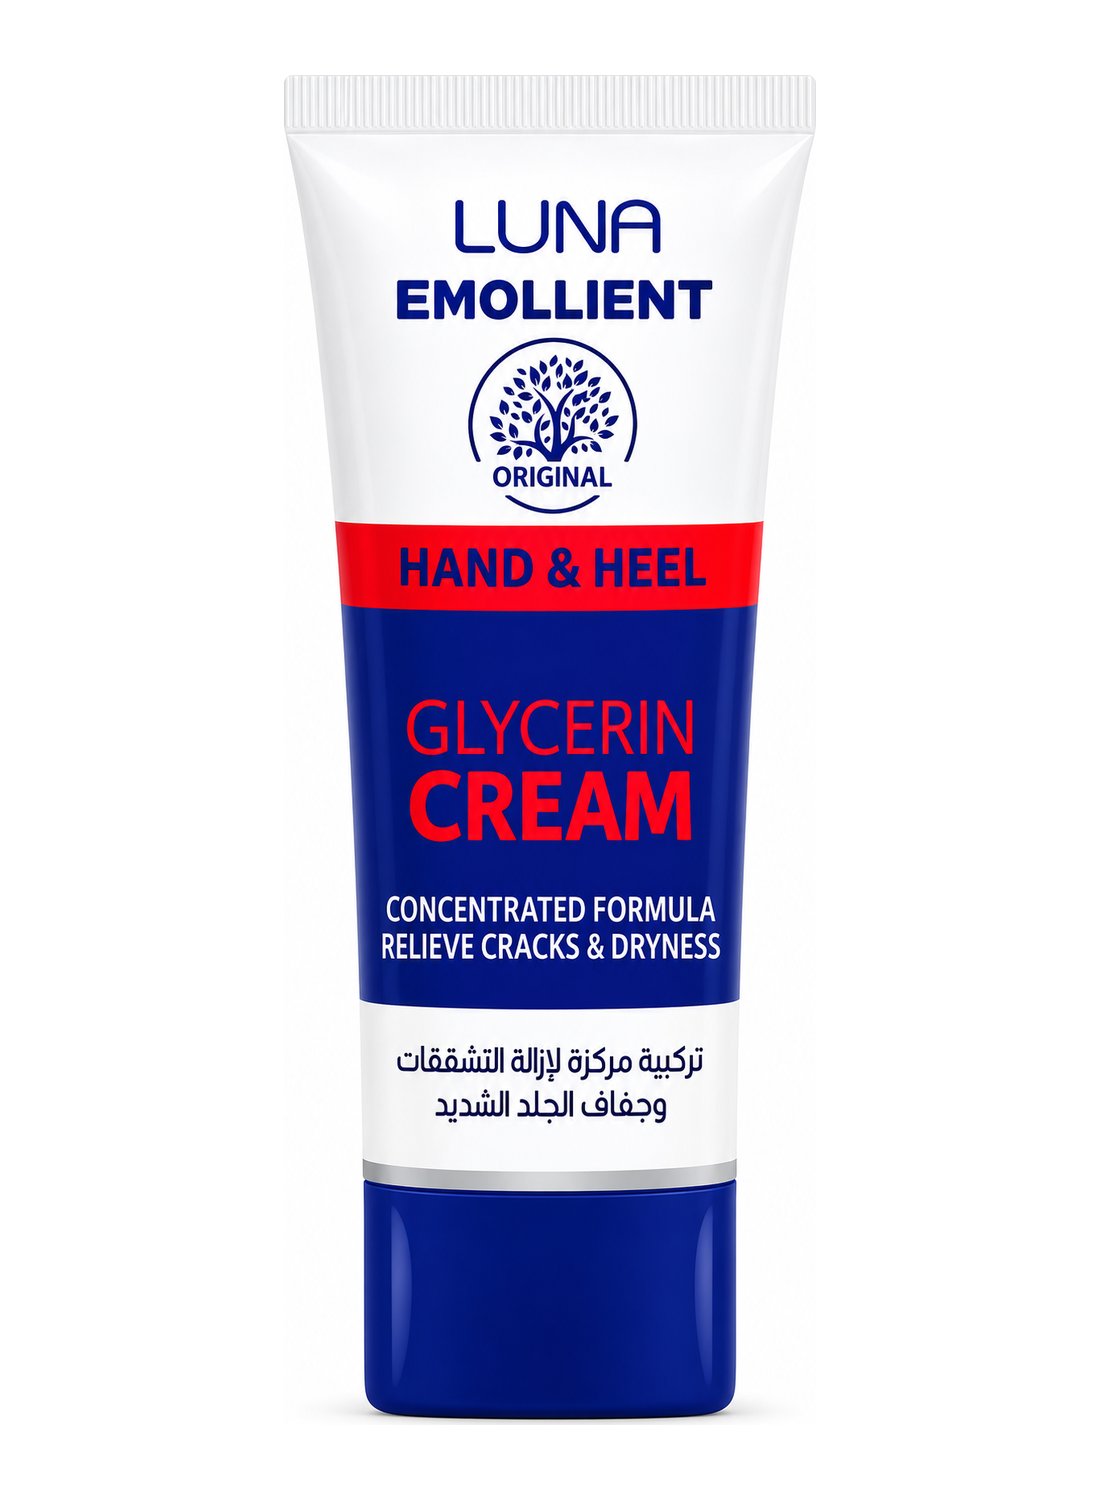 LUNA
EMOLLIENT
ORIGINAL
HAND & HEEL
GLYCERIN
CREAM
CONCENTRATED FORMULA
RELIEVE CRACKS & DRYNESS
تركيبة مركزة لإزالة التشققات
وجفاف الجلد الشديد